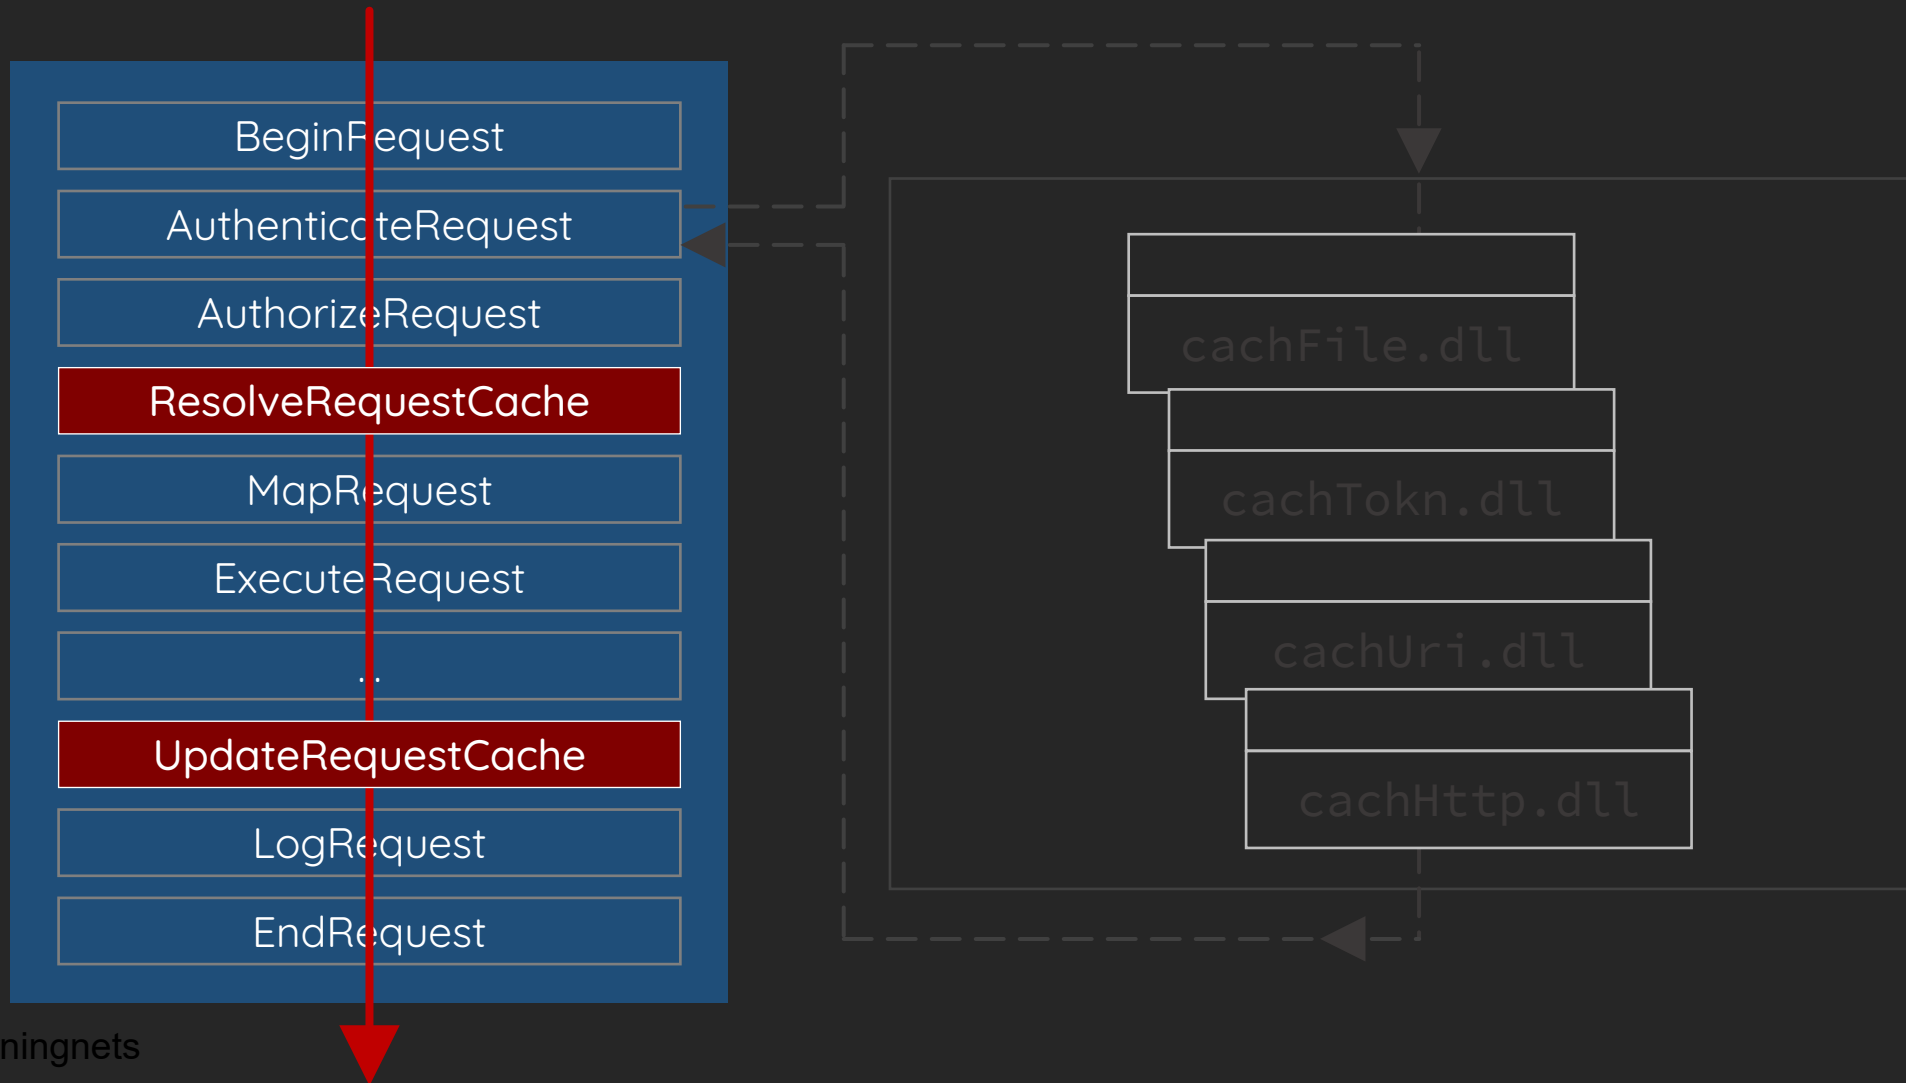 BeginRequest
AuthenticateRequest
AuthorizeRequest
ResolveRequestCache
MapRequest
ExecuteRequest
...
UpdateRequestCache
LogRequest
EndRequest
cachFile.dll
cachTokn.dll
cachUri.dll
cachHttp.dll
ningnets